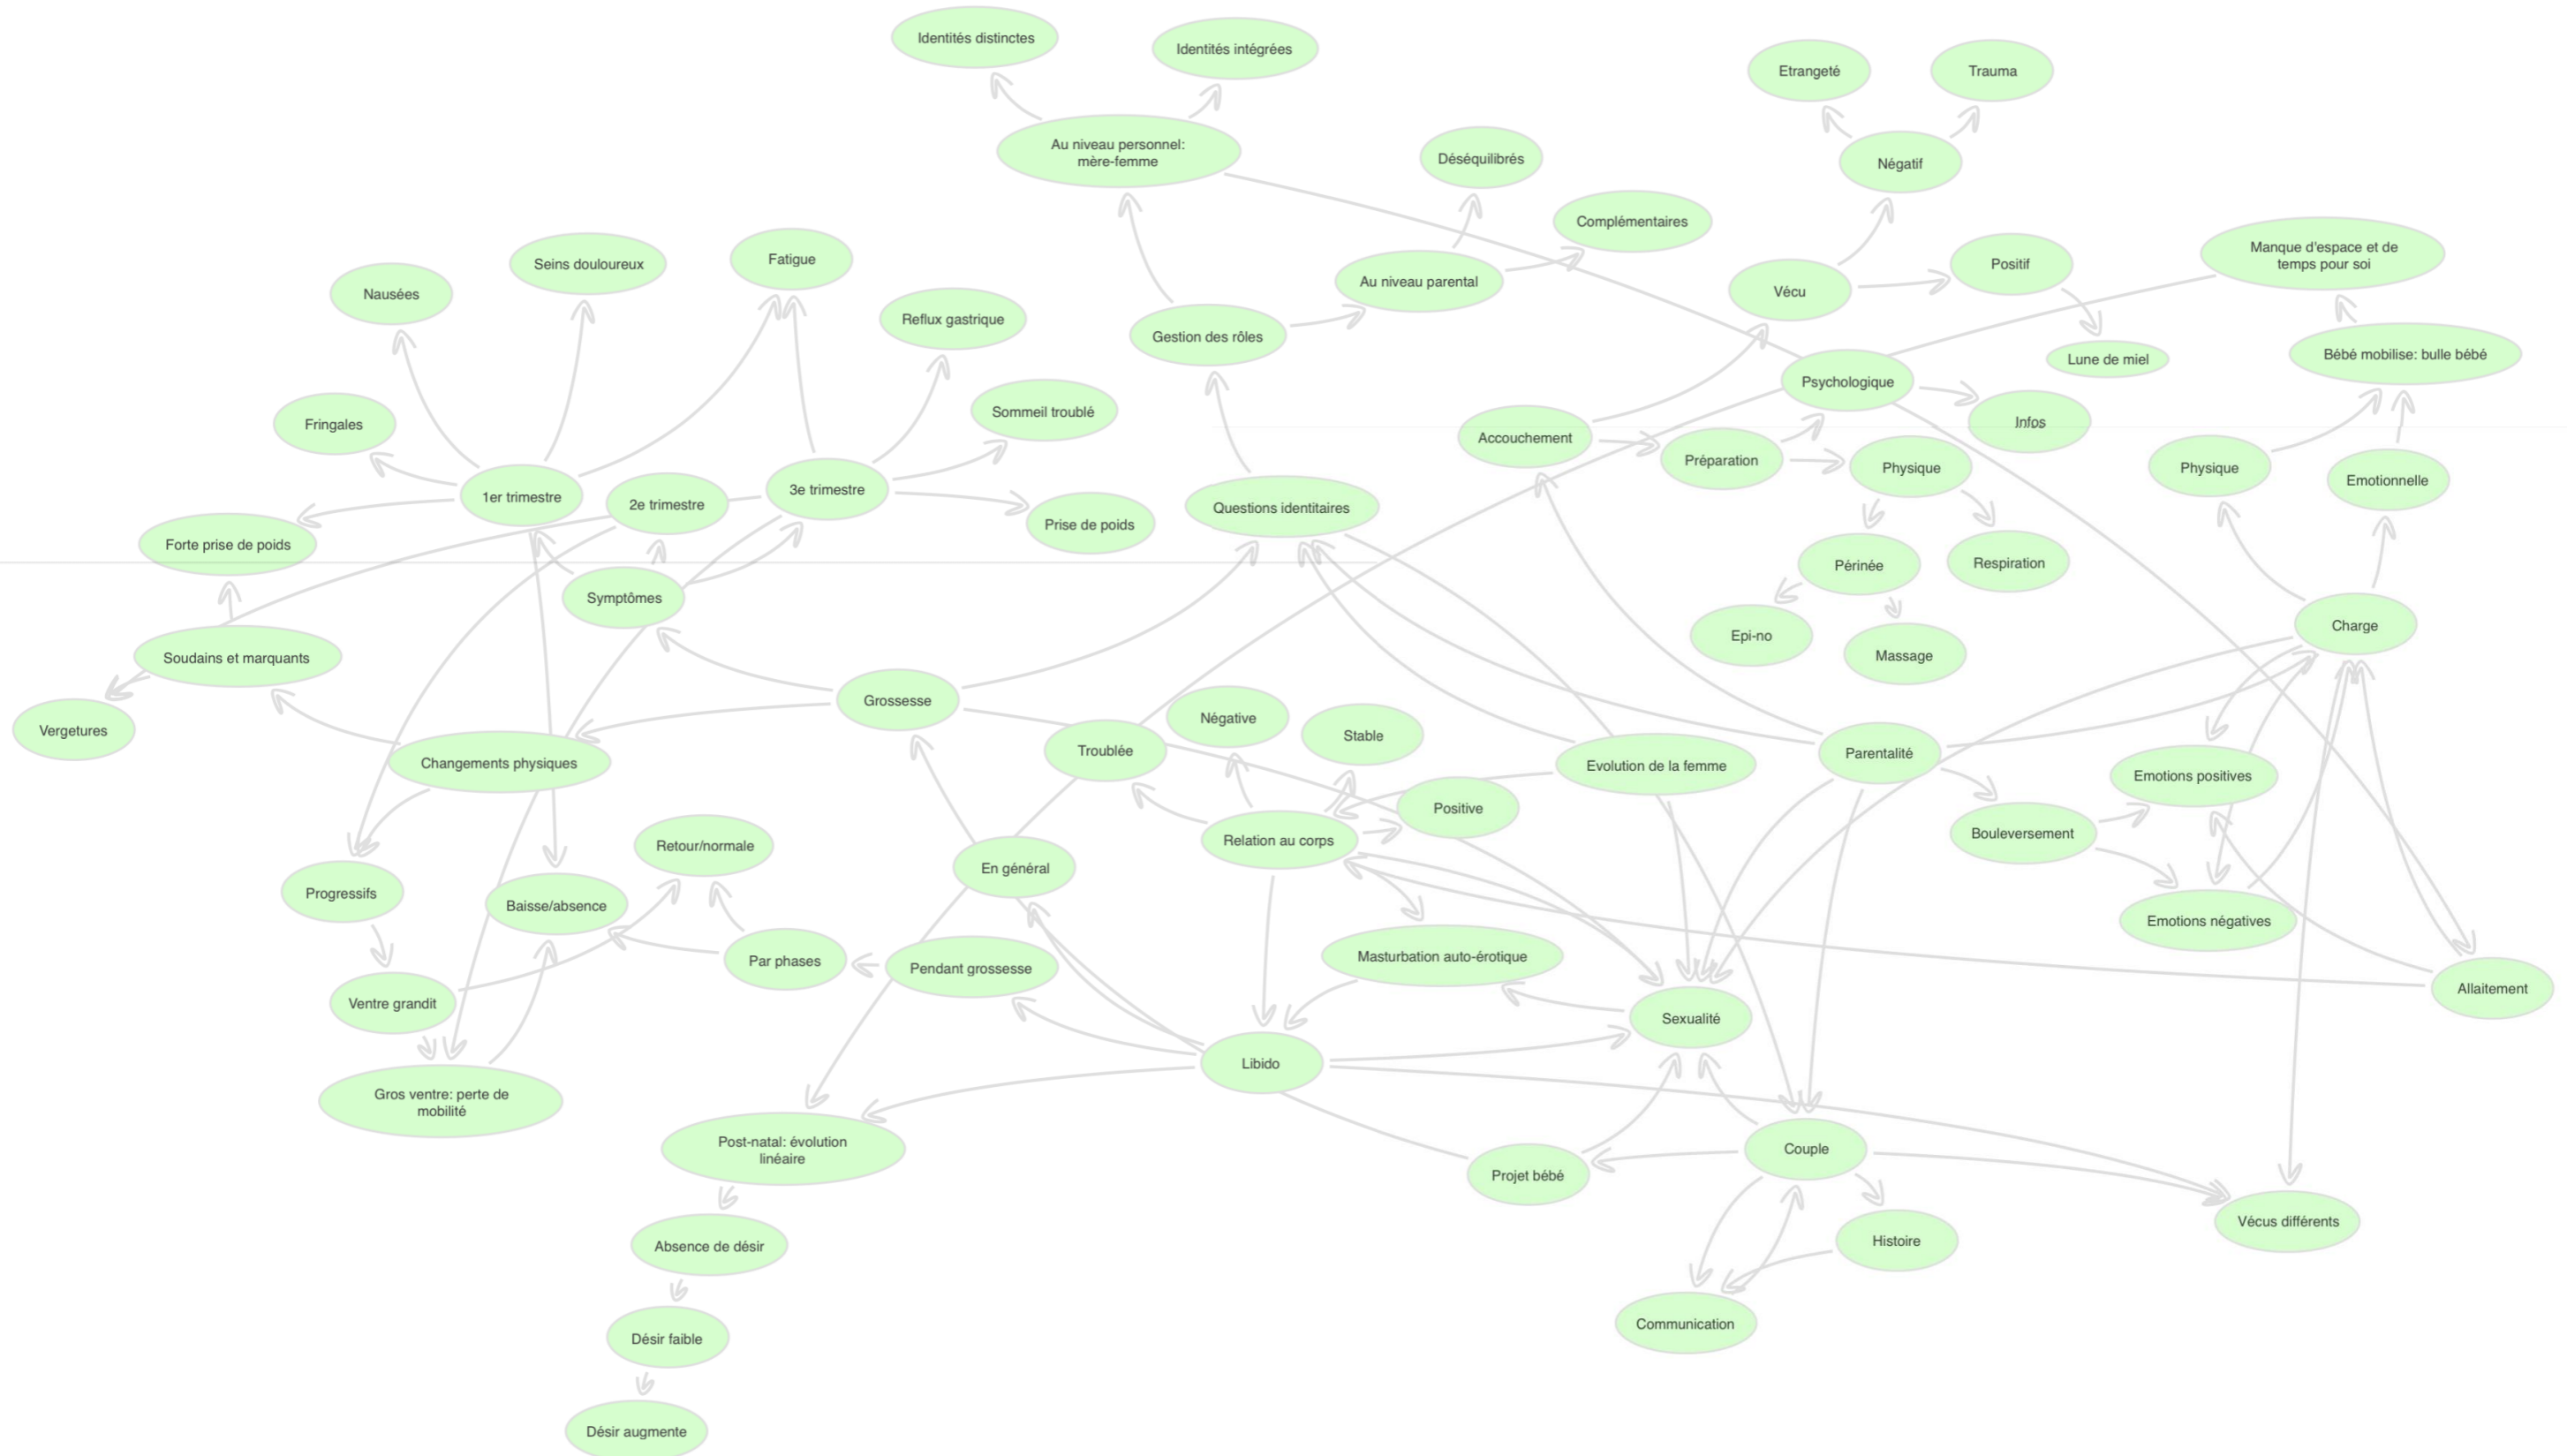 Identités distinctes
Identités intégrées
Etrangeté
Trauma
Au niveau personnel:
mère-femme
Déséquilibrés
Négatif
Complémentaires
Manque d'espace et de
temps pour soi
Seins douloureux
Fatigue
Positif
Nausées
Au niveau parental
Vécu
Reflux gastrique
Gestion des rôles
Lune de miel
Bébé mobilise: bulle bébé
Psychologique
Sommeil troublé
Infos
Fringales
Accouchement
Préparation
Physique
Physique
Emotionnelle
1er trimestre
2e trimestre
3e trimestre
Questions identitaires
Prise de poids
Forte prise de poids
Périnée
Respiration
Symptômes
Charge
Epi-no
Massage
Soudains et marquants
Grossesse
Négative
Vergetures
Stable
Troublée
Parentalité
Changements physiques
Evolution de la femme
Emotions positives
Positive
Bouleversement
Relation au corps
Retour/normale
En général
Progressifs
Baisse/absence
Emotions négatives
Masturbation auto-érotique
Par phases
Pendant grossesse
Allaitement
Ventre grandit
Sexualité
Libido
Gros ventre: perte de
mobilité
Post-natal: évolution
linéaire
Couple
Projet bébé
Vécus différents
Absence de désir
Histoire
Communication
Désir faible
Désir augmente